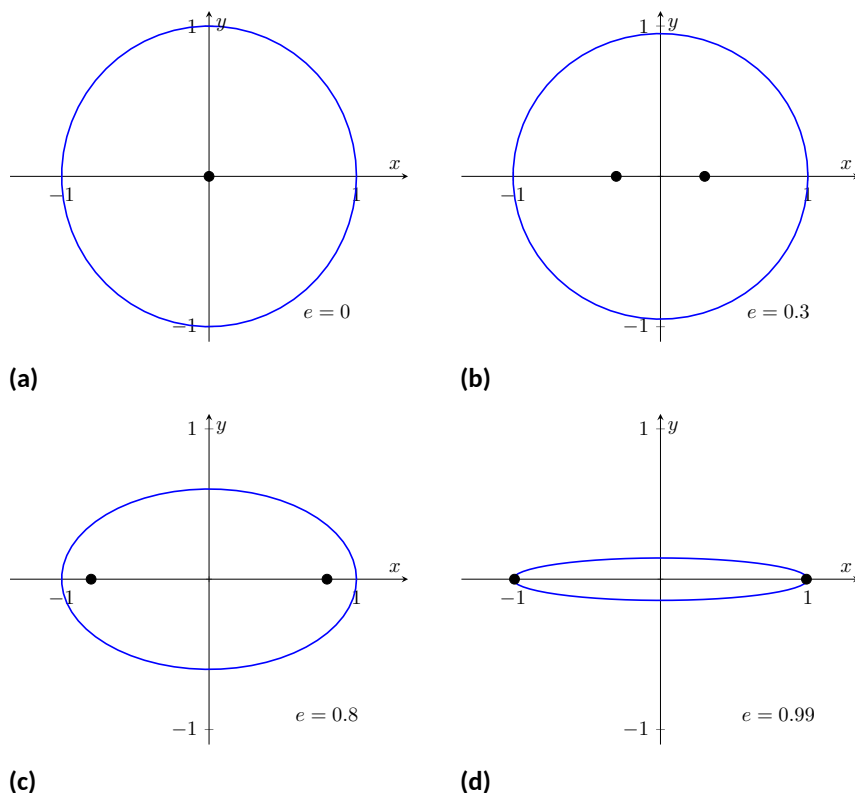 1 y
x
−1 1
−1
e = 0
(a)
1 y
x
−1 1
−1
e = 0.3
(b)
1 y
x
−1 1
−1
e = 0.8
(c)
1 y
x
−1 1
−1
e = 0.99
(d)